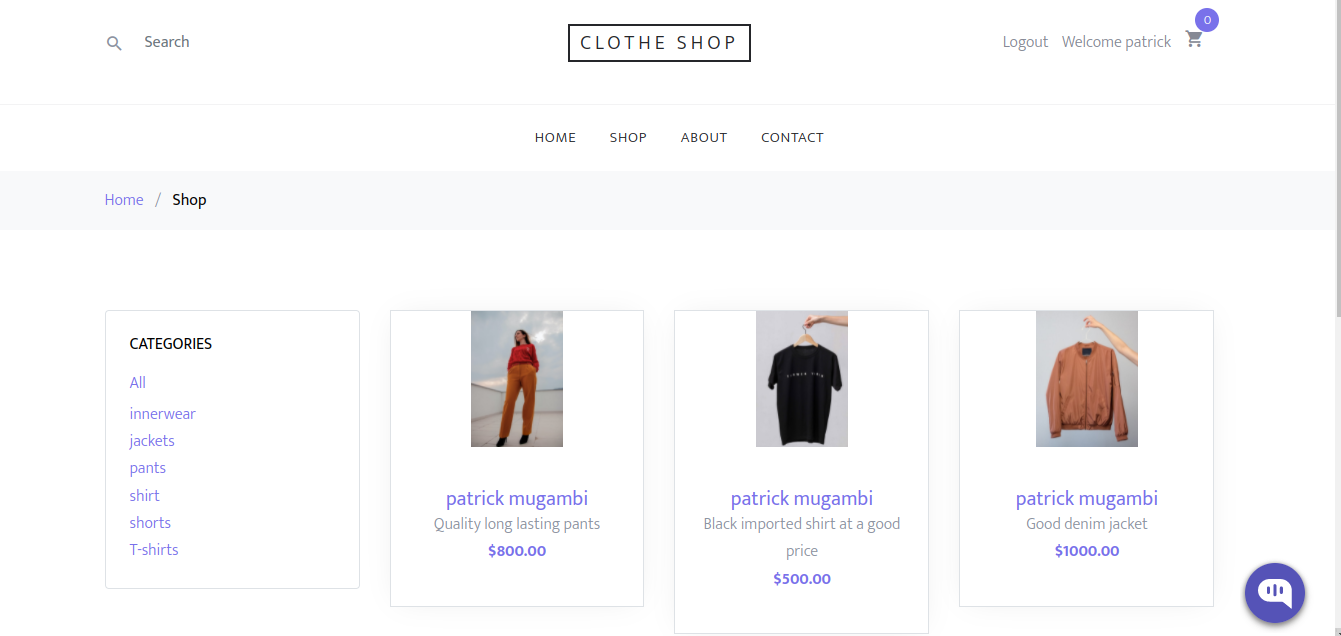 Search
CLOTHE SHOP
Logout Welcome patrick
0
HOME SHOP ABOUT CONTACT
Home / Shop
CATEGORIES
All
innerwear
jackets
pants
shirt
shorts
T-shirts
patrick mugambi
Quality long lasting pants
$800.00
patrick mugambi
Black imported shirt at a good
price
$500.00
patrick mugambi
Good denim jacket
$1000.00